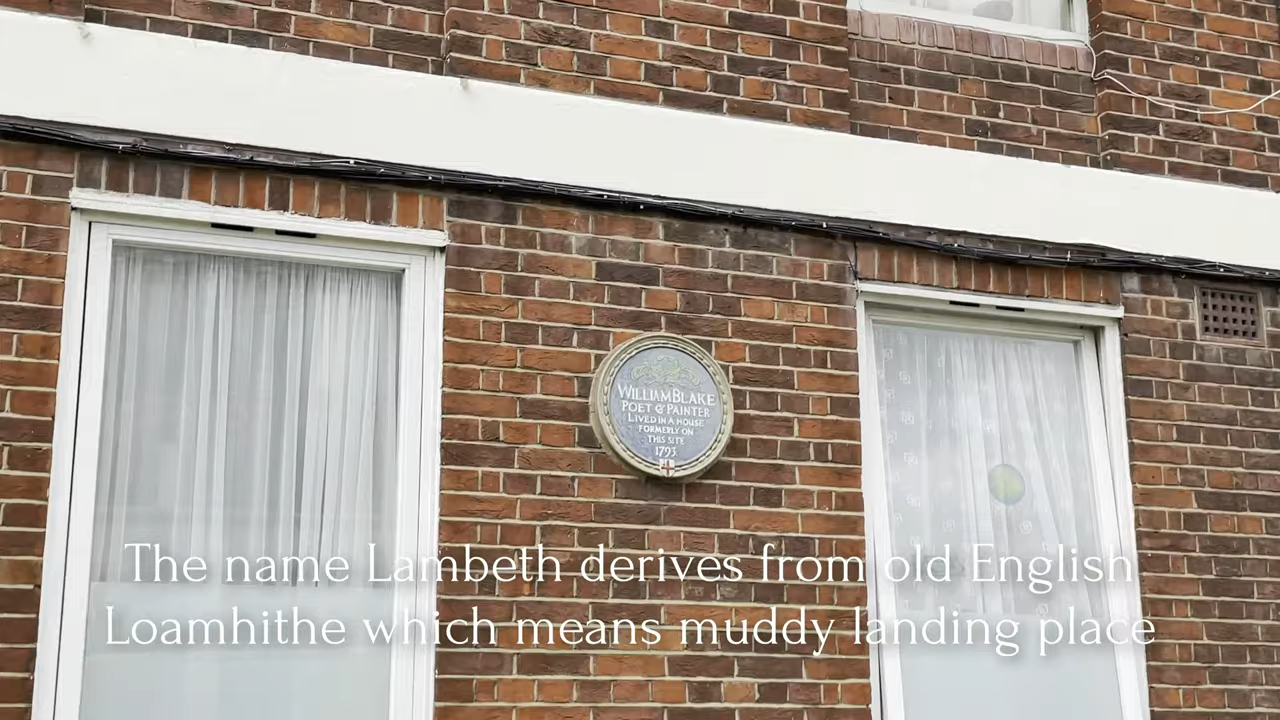 WILLIAM BLAKE
POET & PAINTER
LIVED IN A HOUSE
FORMERLY ON
THIS SITE
1793
The name Lambeth derives from old English
Loamhithe which means muddy landing place